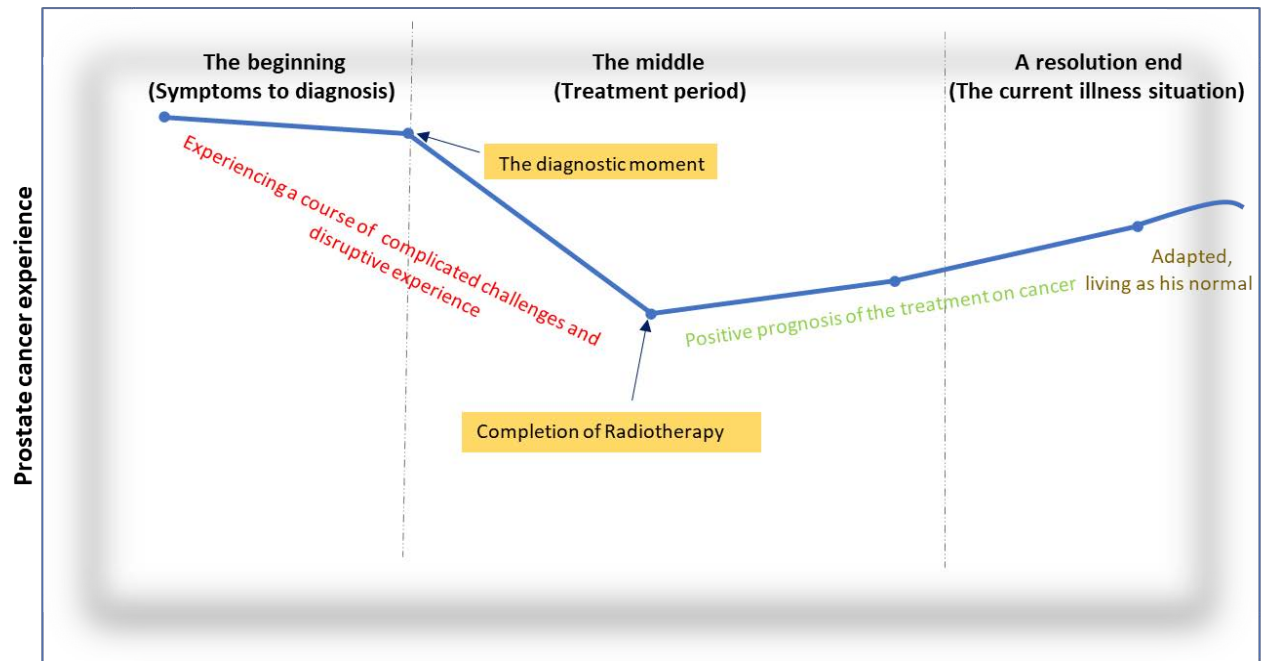 The beginning
(Symptoms to diagnosis)
The middle
(Treatment period)
A resolution end
(The current illness situation)
The diagnostic moment
Experiencing a course of complicated challenges and
disruptive experience
Completion of Radiotherapy
Positive prognosis of the treatment on cancer
Adapted,
living as his normal
Prostate cancer experience